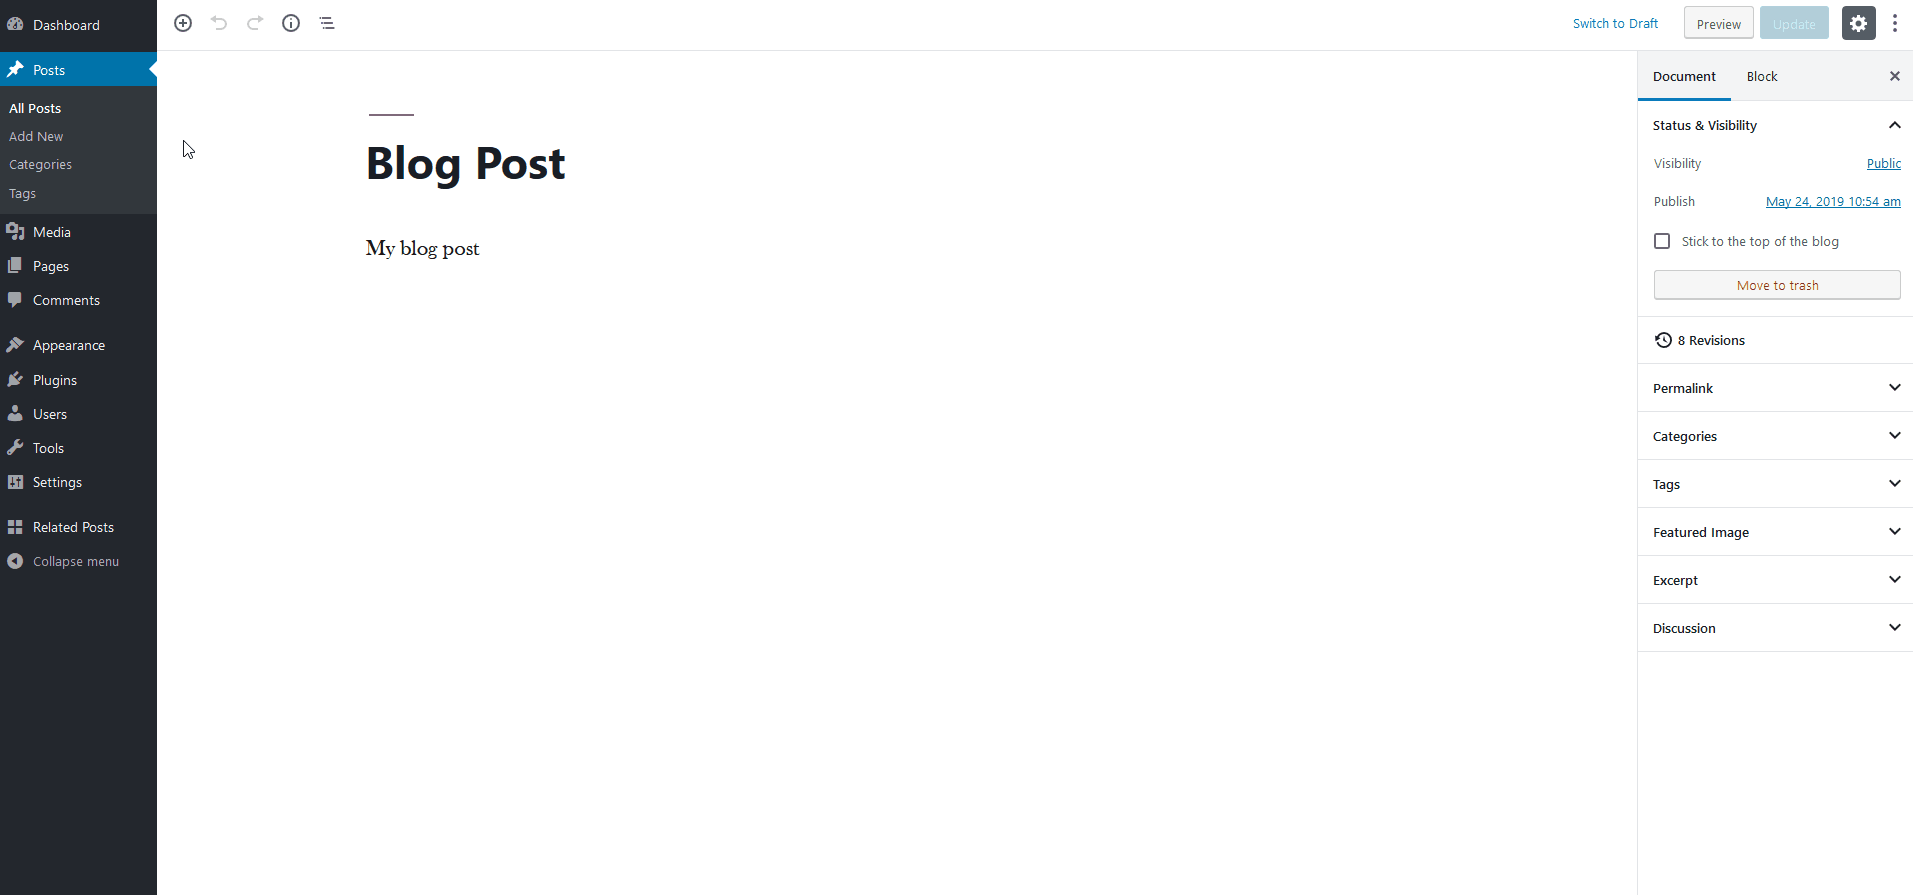 Dashboard
Posts
All Posts
Add New
Categories
Tags
Media
Pages
Comments
Appearance
Plugins
Users
Tools
Settings
Related Posts
Collapse menu
Switch to Draft
Preview
Update
Blog Post
My blog post
Document
Block
Status & Visibility
Visibility Public
Publish May 24, 2019 10:54 am
Stick to the top of the blog
Move to trash
8 Revisions
Permalink
Categories
Tags
Featured Image
Excerpt
Discussion